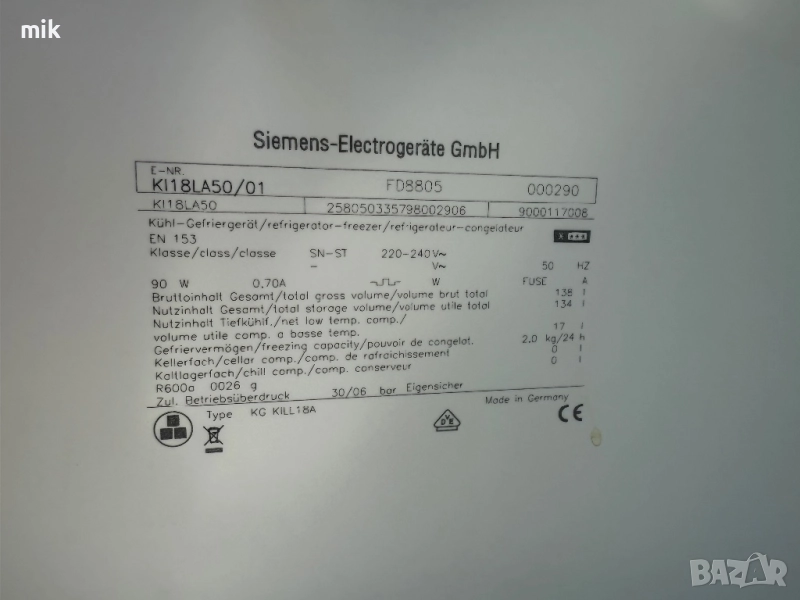 mik
Siemens-Electrogeräte GmbH
E-NR.
KI18LA50/01 FD8805 000290
KI18LA50 258050335798002906 9000117006
Kühl-Gefriergerät/refrigerator-freezer/refrigerateur-congelateur
EN 153
Klasse/class/classe SN-ST 220-240V~
- V~ 50 HZ
90 W 0.70A W FUSE A
Bruttoinhalt Gesamt/total gross volume/volume brut total 138 l
Nutzinhalt Gesamt/total storage volume/volume utile total 134 l
Nutzinhalt Tiefkühlf./net low temp. comp./
volume utile comp. a basse temp. 17 l
Gefriervermögen/freezing capacity/pouvoir de congelat. 2.0 kg/24 h
Kellerfach/cellar comp./comp. de rafraichissement 0 l
Kaltlagerfach/chill comp./comp. conserveur 0 l
R600a 0026 g
Zul. Betriebsüberdruck 30/06 bar Eigensicher
Type KG KILL18A Made in Germany
DVE CE
BAZAR